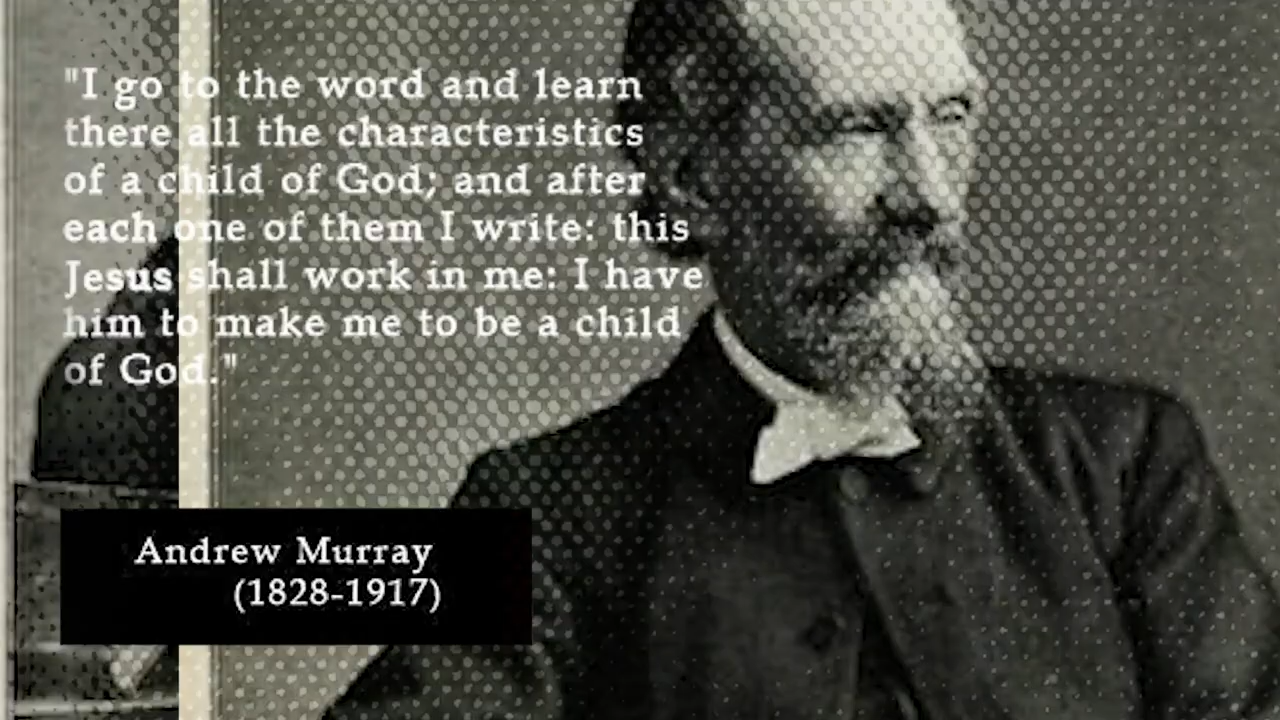 "I go to the word and learn
there all the characteristics
of a child of God; and after
each one of them I write: this
Jesus shall work in me: I have
him to make me to be a child
of God."
Andrew Murray
(1828-1917)